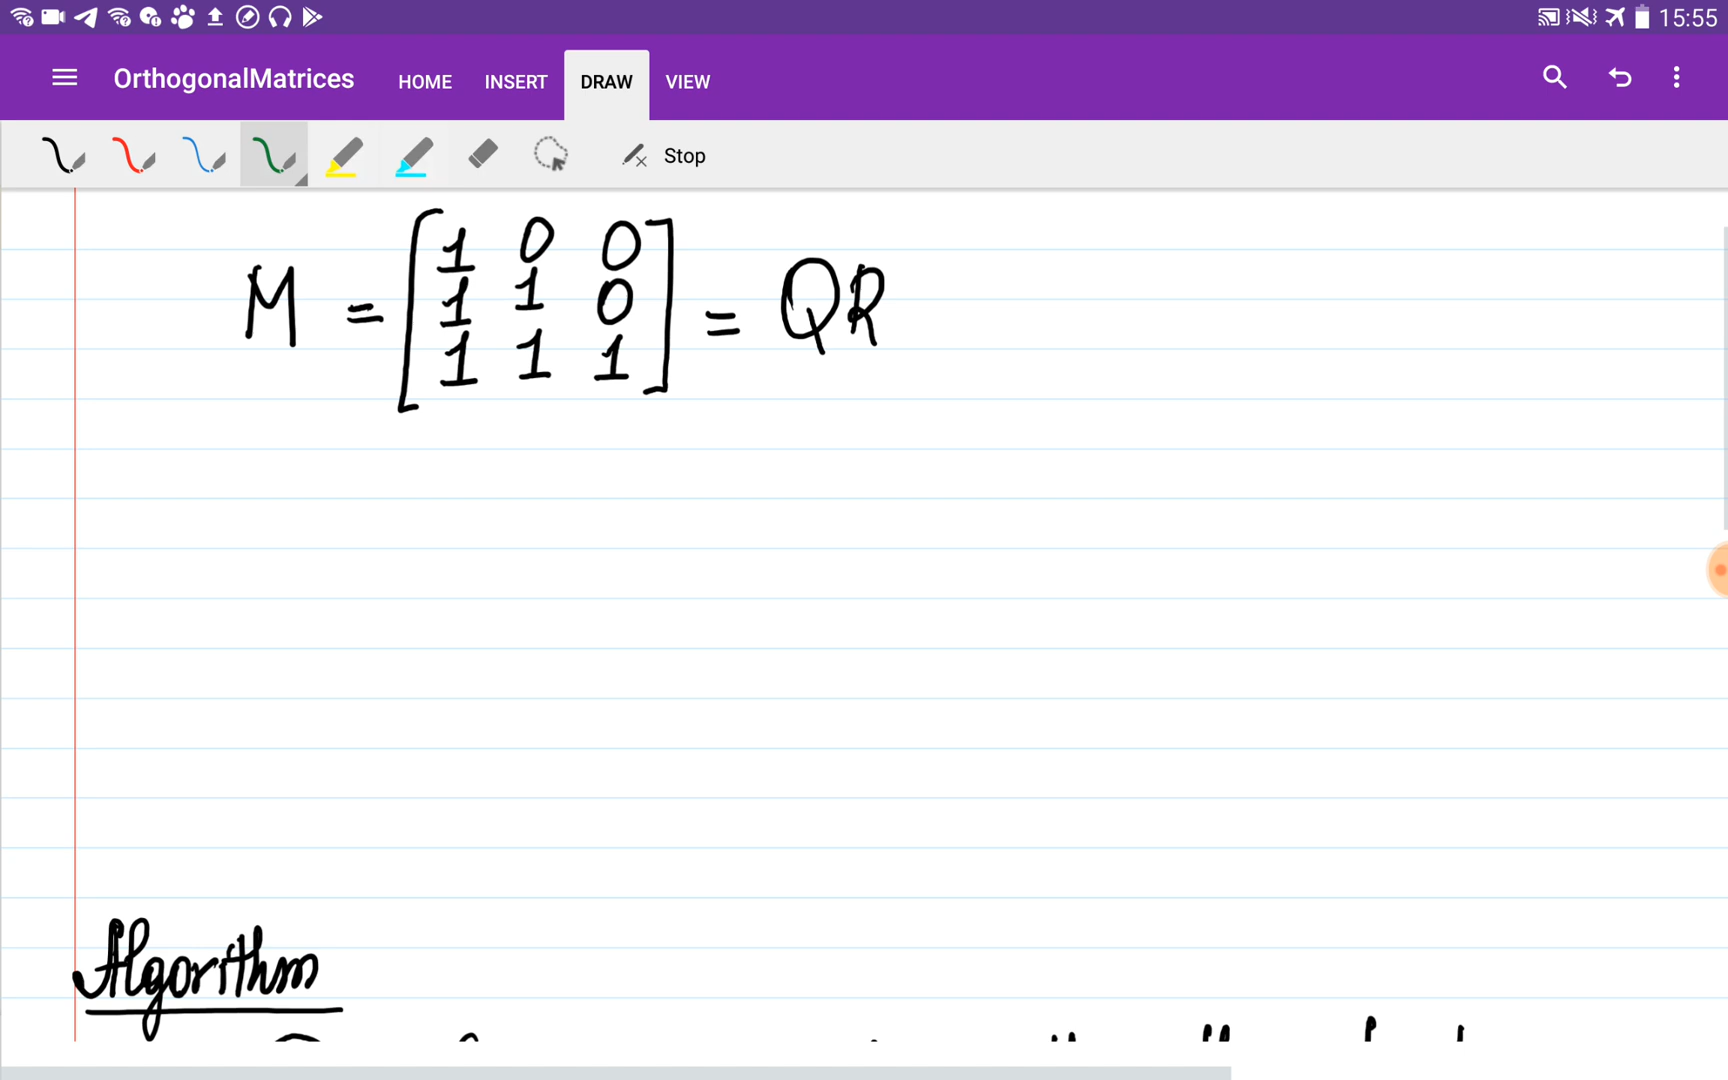 15:55
OrthogonalMatrices HOME INSERT DRAW VIEW
Stop
M = [1 0 0
1 1 0
1 1 1] = QR
Algorithm